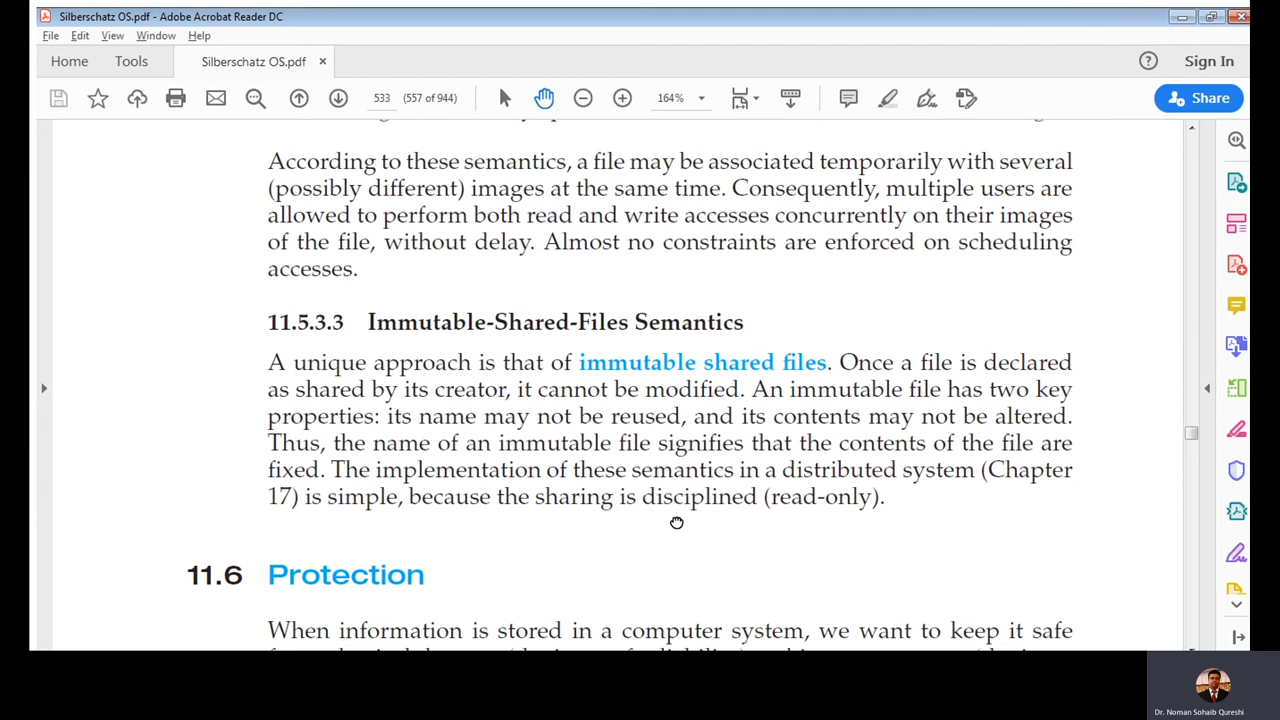 Silberschatz OS.pdf - Adobe Acrobat Reader DC
File Edit View Window Help
Home Tools Silberschatz OS.pdf × Sign In
533 (557 of 944) 164% Share
According to these semantics, a file may be associated temporarily with several
(possibly different) images at the same time. Consequently, multiple users are
allowed to perform both read and write accesses concurrently on their images
of the file, without delay. Almost no constraints are enforced on scheduling
accesses.
11.5.3.3 Immutable-Shared-Files Semantics
A unique approach is that of immutable shared files. Once a file is declared
as shared by its creator, it cannot be modified. An immutable file has two key
properties: its name may not be reused, and its contents may not be altered.
Thus, the name of an immutable file signifies that the contents of the file are
fixed. The implementation of these semantics in a distributed system (Chapter
17) is simple, because the sharing is disciplined (read-only).
11.6 Protection
When information is stored in a computer system, we want to keep it safe
Dr. Noman Sohaib Qureshi